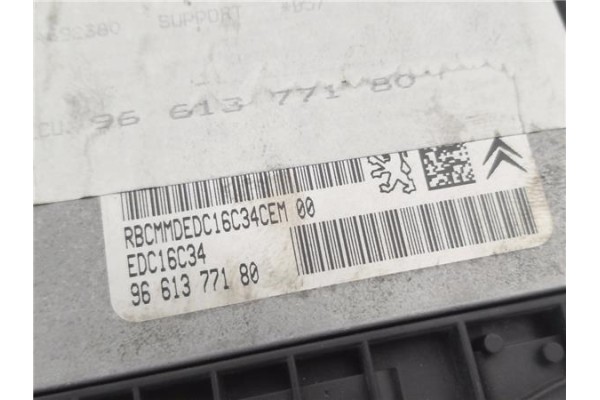 SUPPORT
96 613 771 80
RBCMMDEDC16C34CEM 00
EDC16C34
96 613 771 80